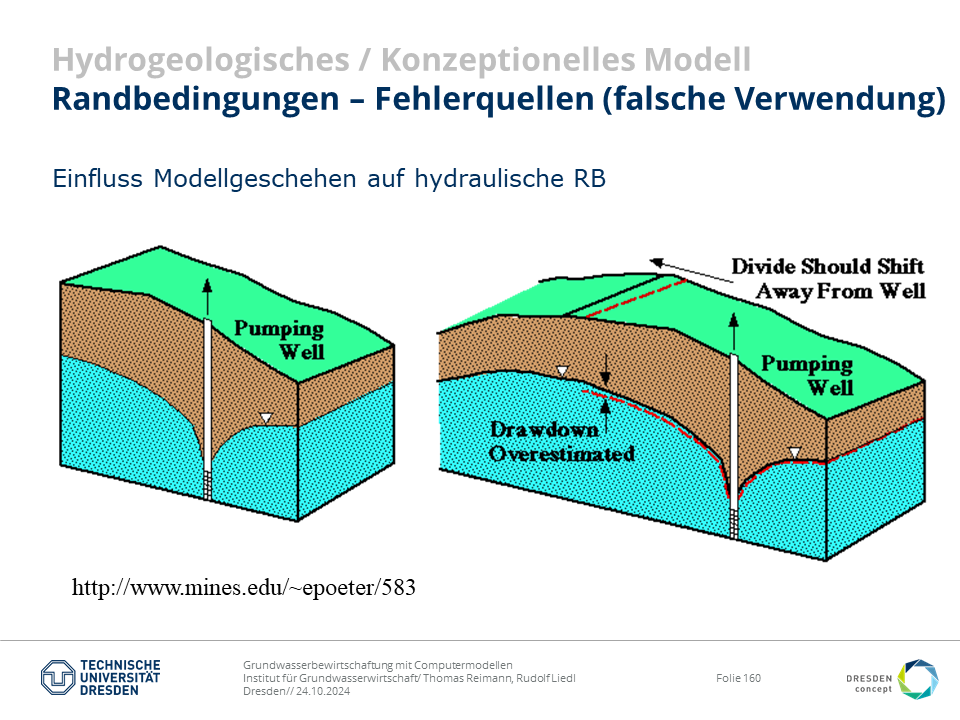 Hydrogeologisches / Konzeptionelles Modell
Randbedingungen – Fehlerquellen (falsche Verwendung)
Einfluss Modellgeschehen auf hydraulische RB
Pumping
Well
Divide Should Shift
Away From Well
Pumping
Well
Drawdown
Overestimated
http://www.mines.edu/~epoeter/583
TECHNISCHE
UNIVERSITÄT
DRESDEN
Grundwasserbewirtschaftung mit Computermodellen
Institut für Grundwasserwirtschaft/ Thomas Reimann, Rudolf Liedl
Dresden// 24.10.2024
Folie 160
DRESDEN
concept